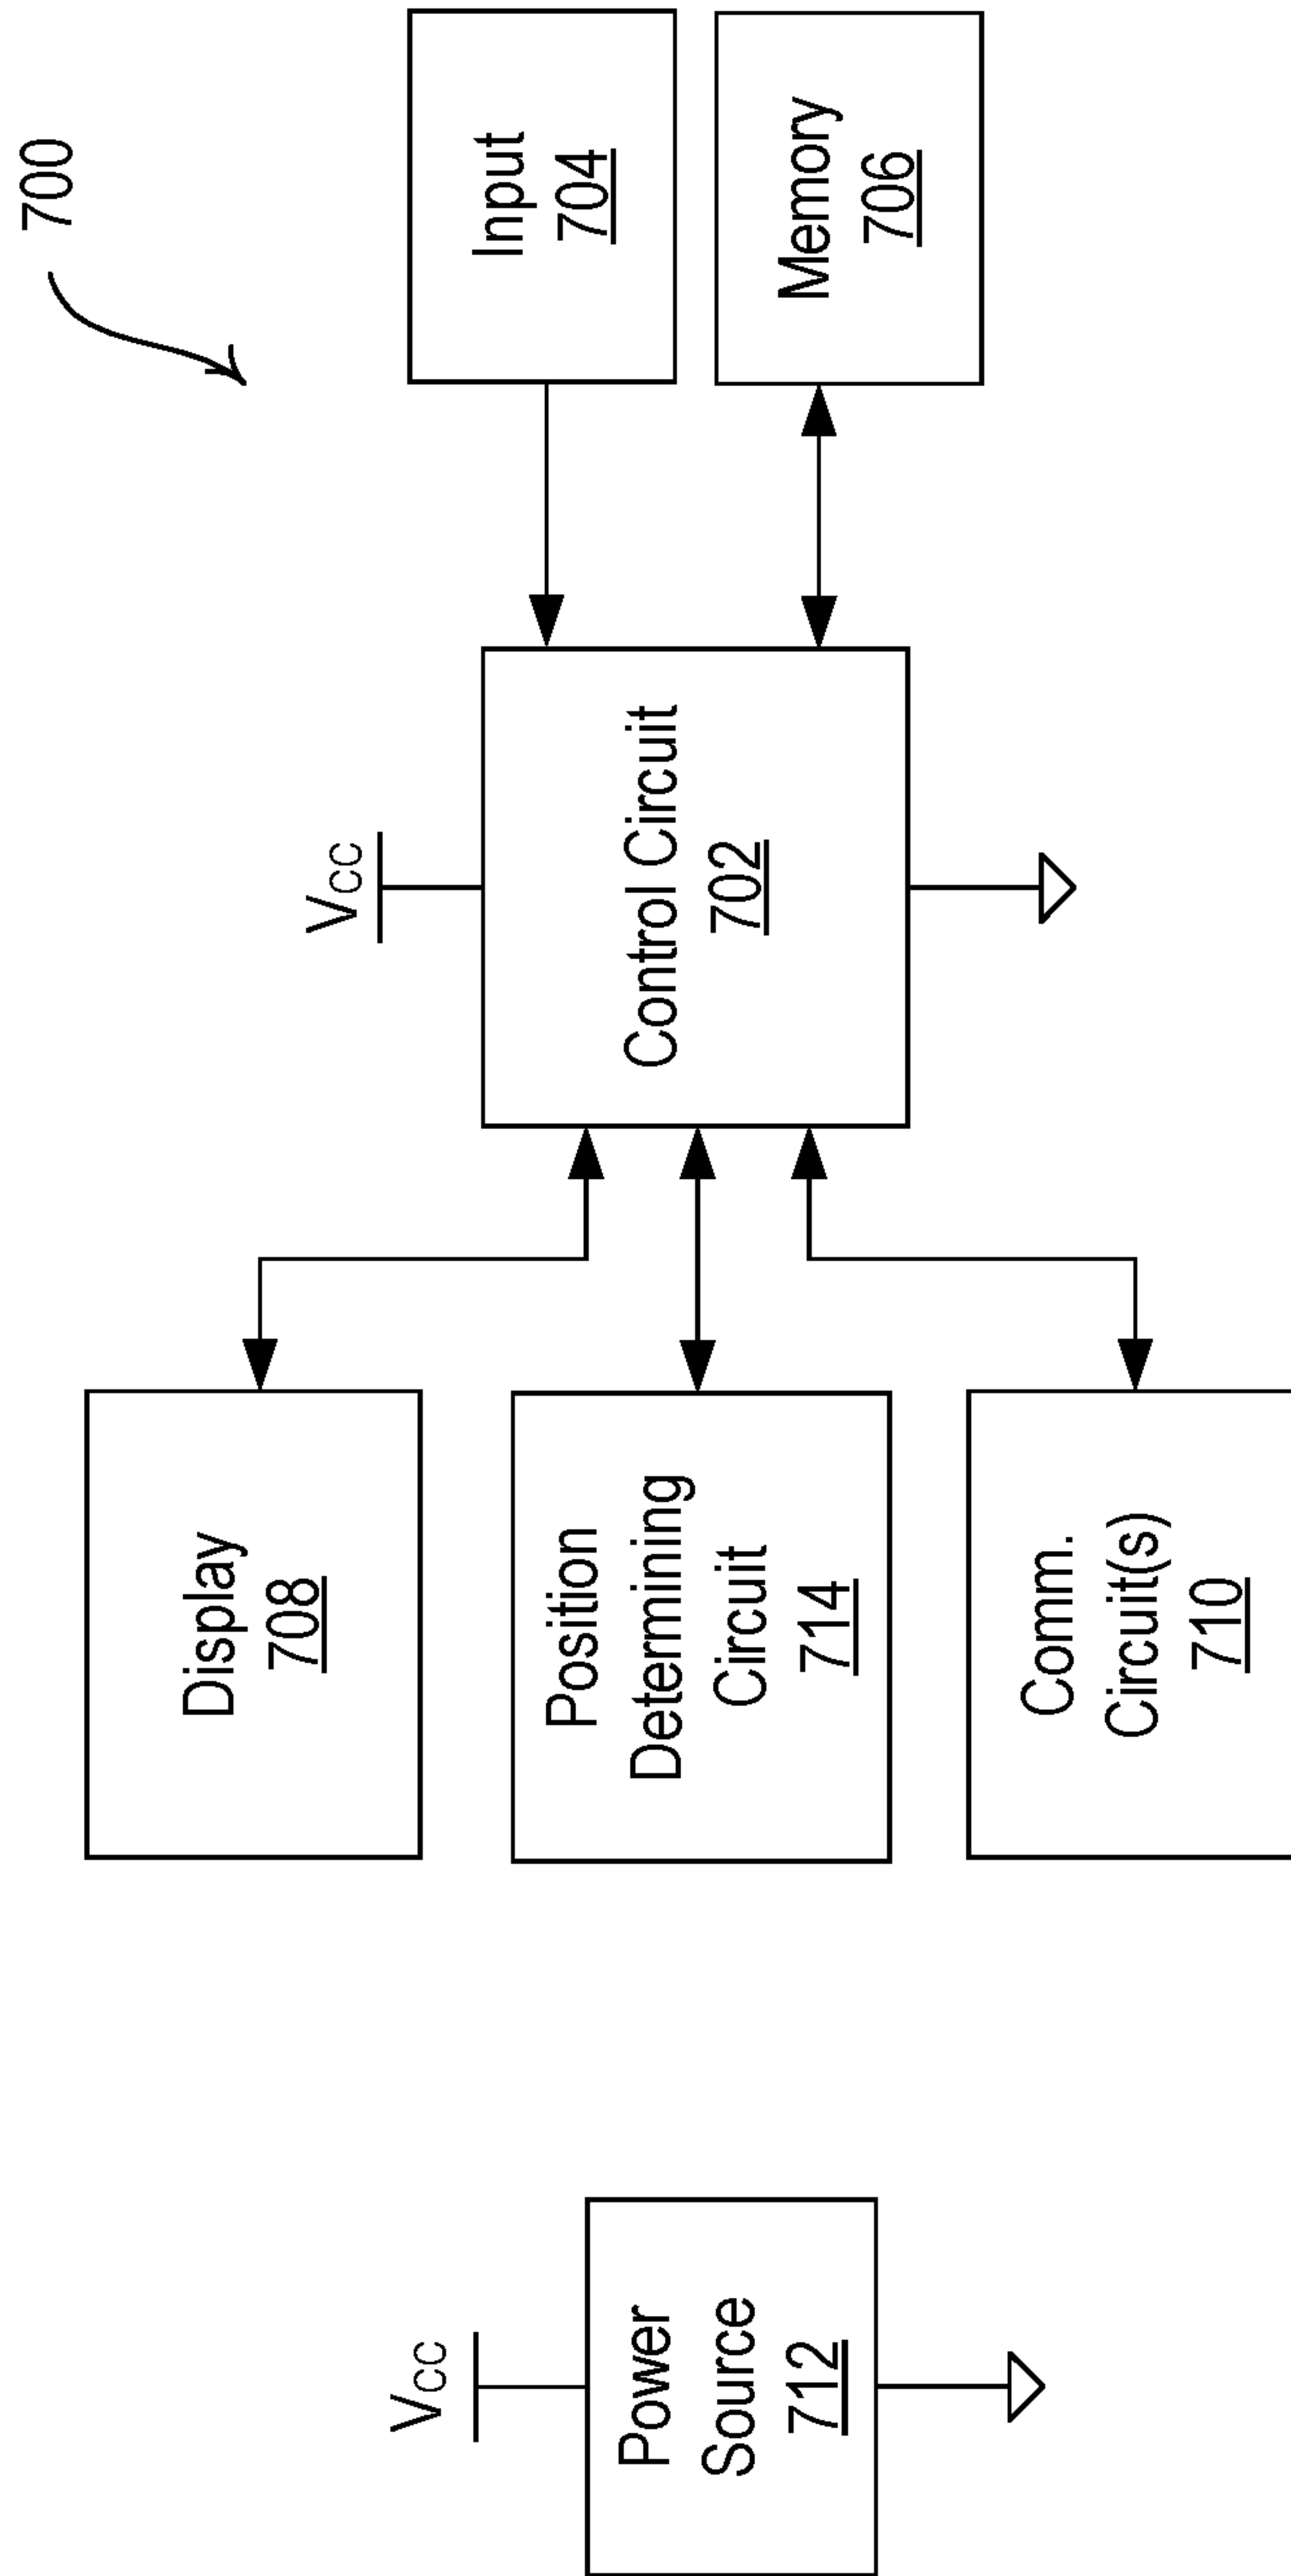 700
Input
704
Memory
706
VCC
Control Circuit
702
Display
708
Position
Determining
Circuit
714
Comm.
Circuit(s)
710
VCC
Power
Source
712